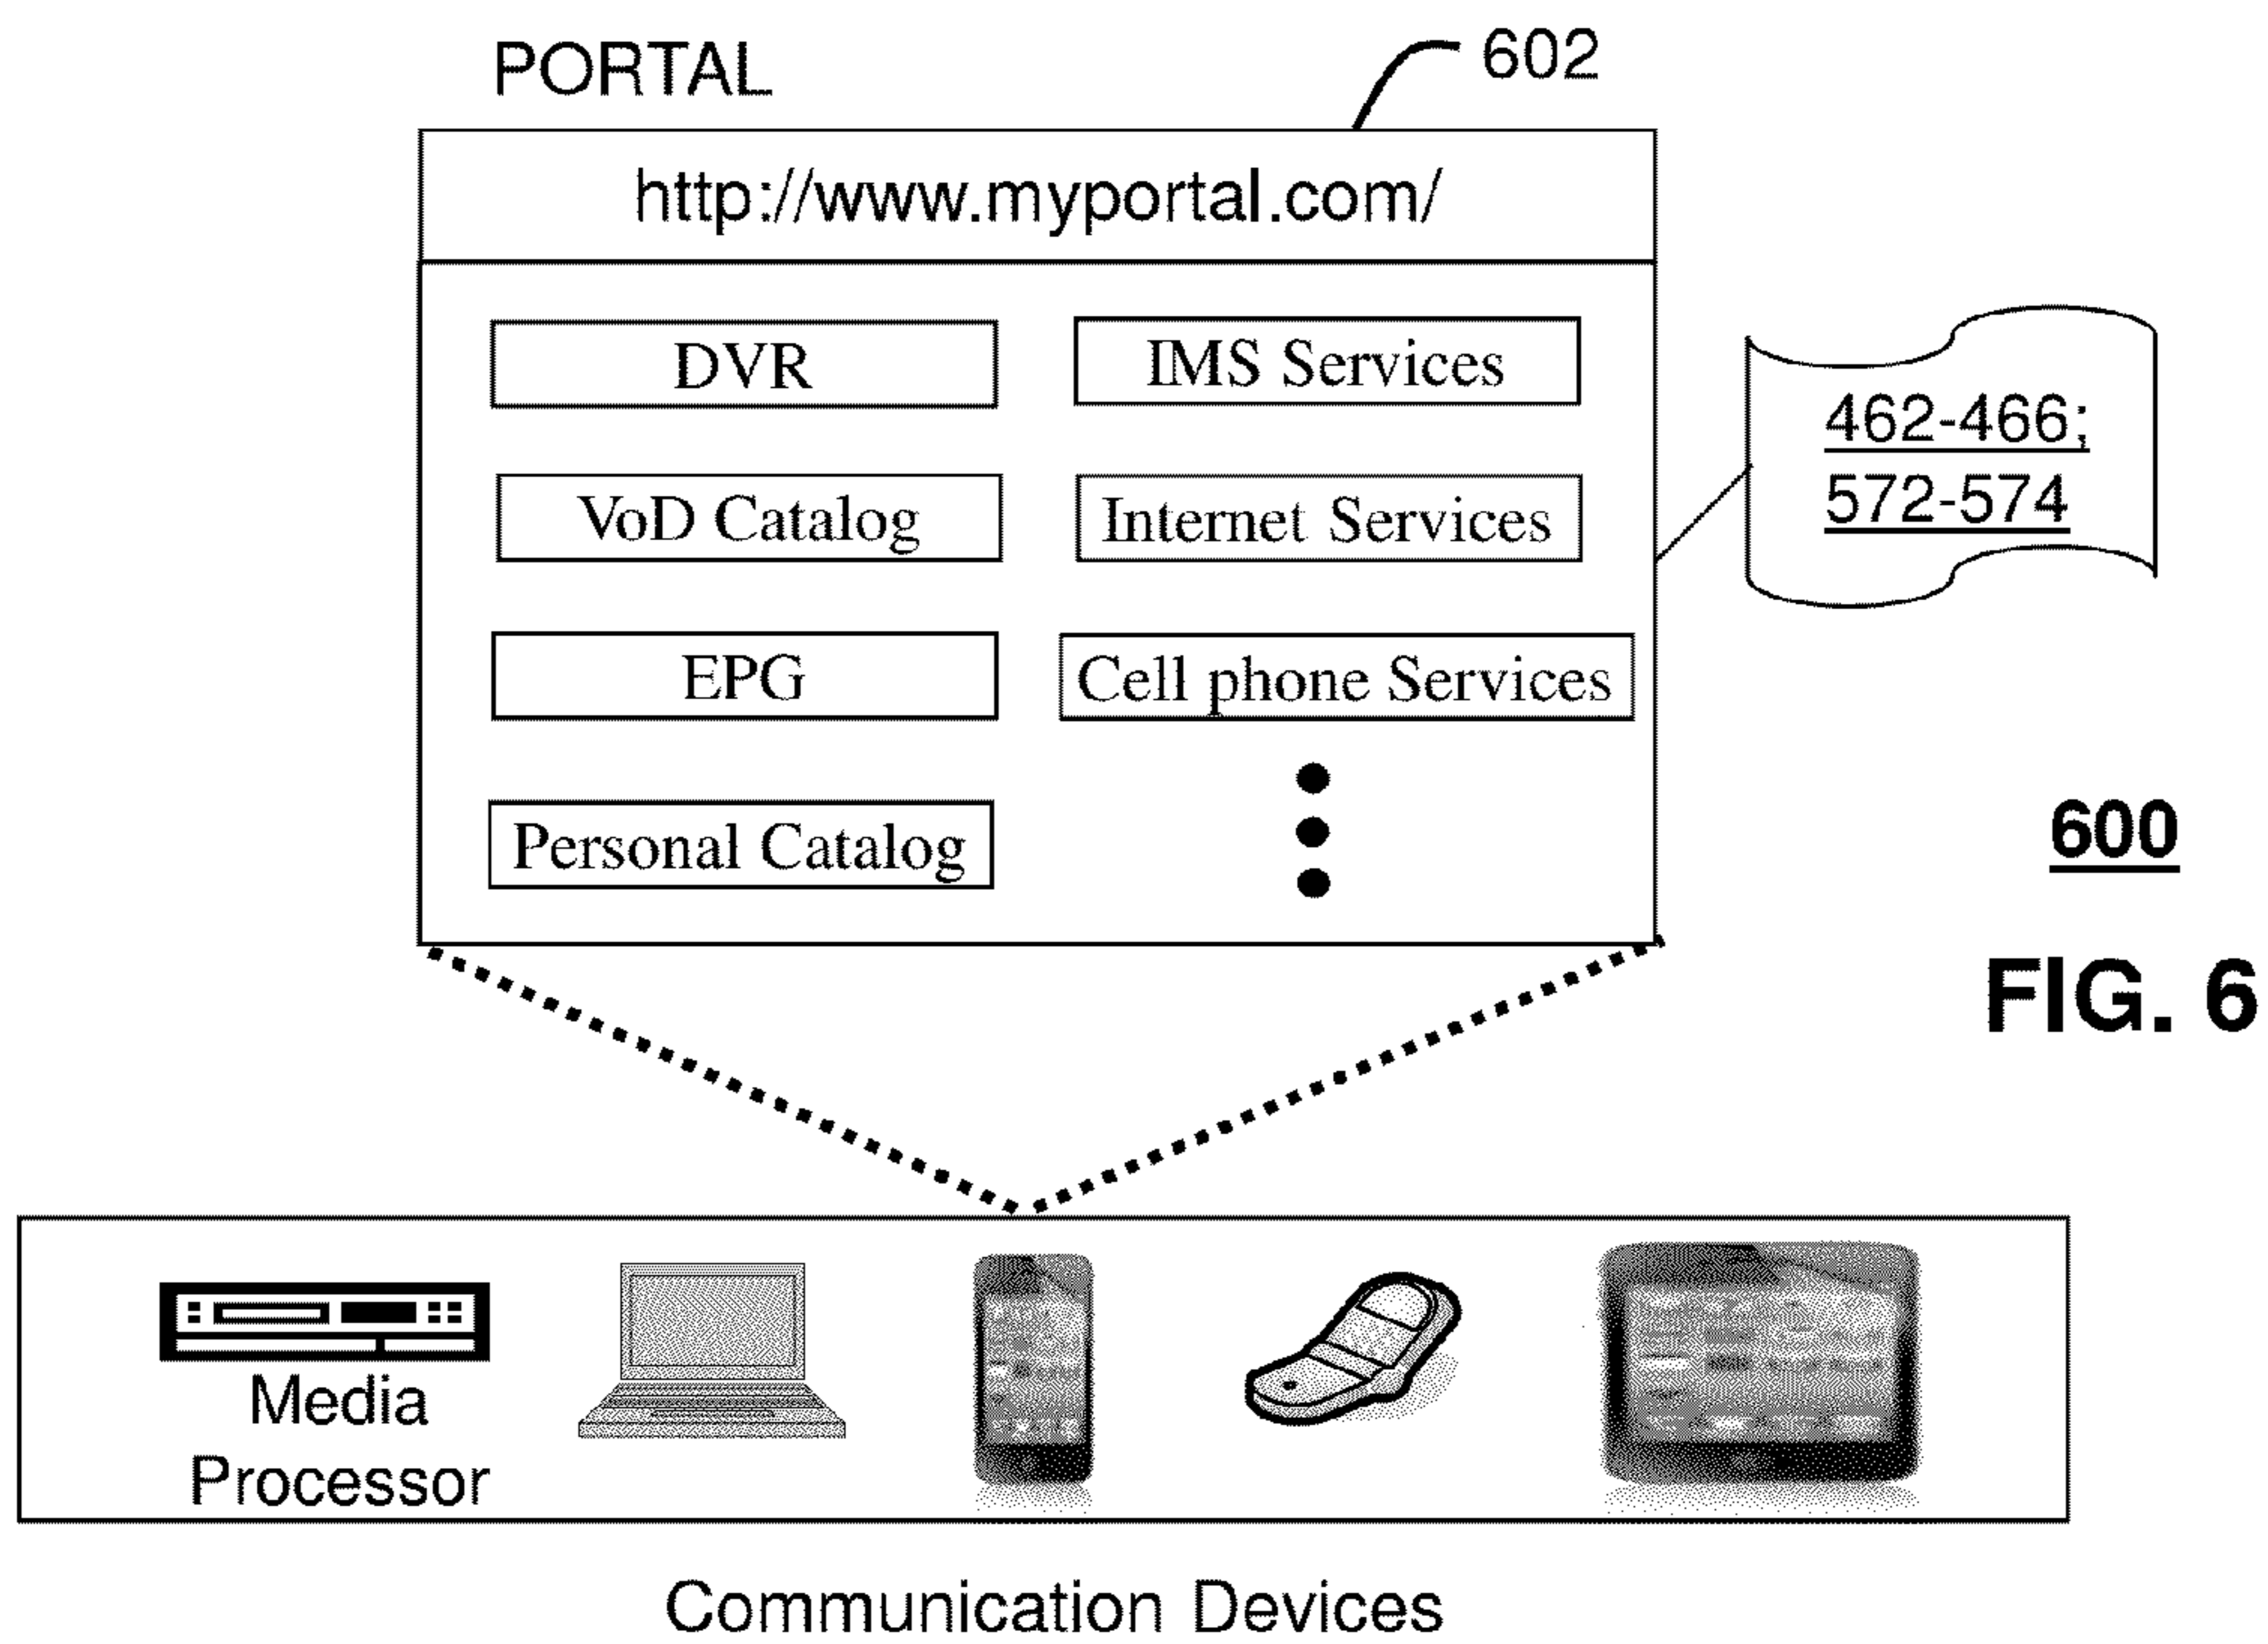 PORTAL
602
http://www.myportal.com/
DVR
IMS Services
VoD Catalog
Internet Services
EPG
Cell phone Services
Personal Catalog
462-466;
572-574
600
FIG. 6
Media
Processor
Communication Devices